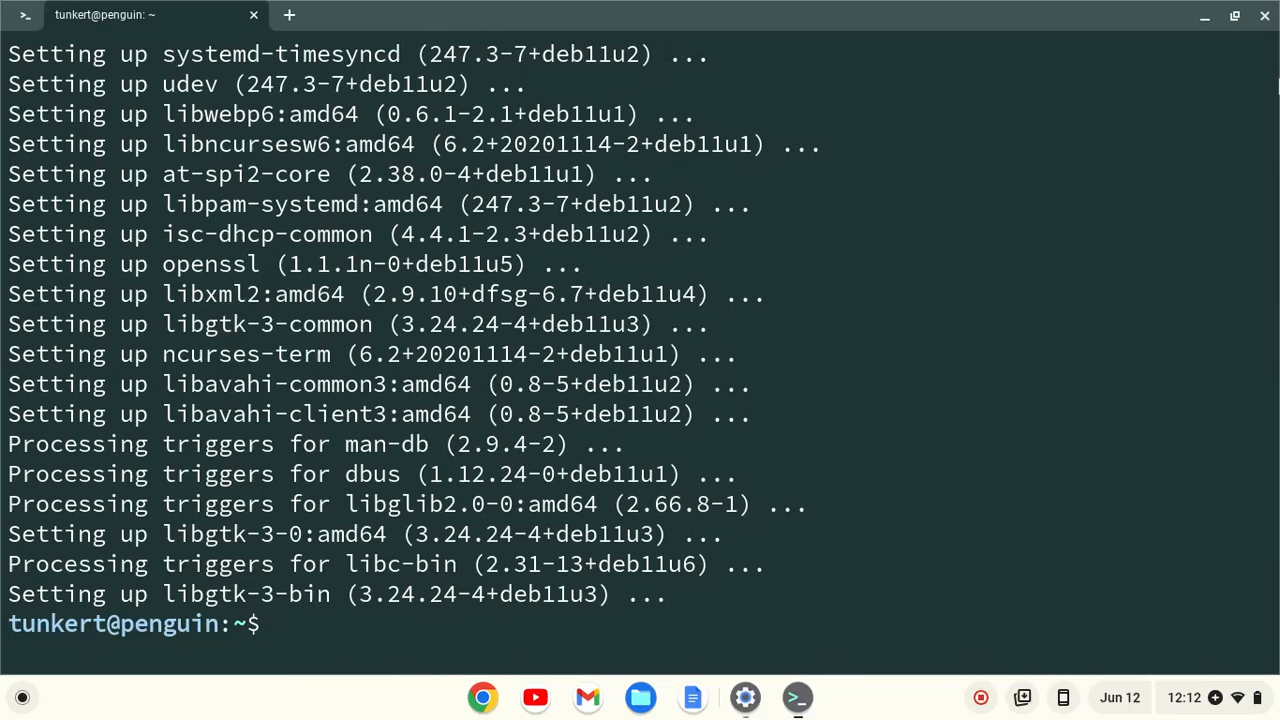 tunkert@penguin: ~
Setting up systemd-timesyncd (247.3-7+deb11u2) ...
Setting up udev (247.3-7+deb11u2) ...
Setting up libwebp6:amd64 (0.6.1-2.1+deb11u1) ...
Setting up libncursesw6:amd64 (6.2+20201114-2+deb11u1) ...
Setting up at-spi2-core (2.38.0-4+deb11u1) ...
Setting up libpam-systemd:amd64 (247.3-7+deb11u2) ...
Setting up isc-dhcp-common (4.4.1-2.3+deb11u2) ...
Setting up openssl (1.1.1n-0+deb11u5) ...
Setting up libxml2:amd64 (2.9.10+dfsg-6.7+deb11u4) ...
Setting up libgtk-3-common (3.24.24-4+deb11u3) ...
Setting up ncurses-term (6.2+20201114-2+deb11u1) ...
Setting up libavahi-common3:amd64 (0.8-5+deb11u2) ...
Setting up libavahi-client3:amd64 (0.8-5+deb11u2) ...
Processing triggers for man-db (2.9.4-2) ...
Processing triggers for dbus (1.12.24-0+deb11u1) ...
Processing triggers for libglib2.0-0:amd64 (2.66.8-1) ...
Setting up libgtk-3-0:amd64 (3.24.24-4+deb11u3) ...
Processing triggers for libc-bin (2.31-13+deb11u6) ...
Setting up libgtk-3-bin (3.24.24-4+deb11u3) ...
tunkert@penguin:~$
Jun 12 12:12